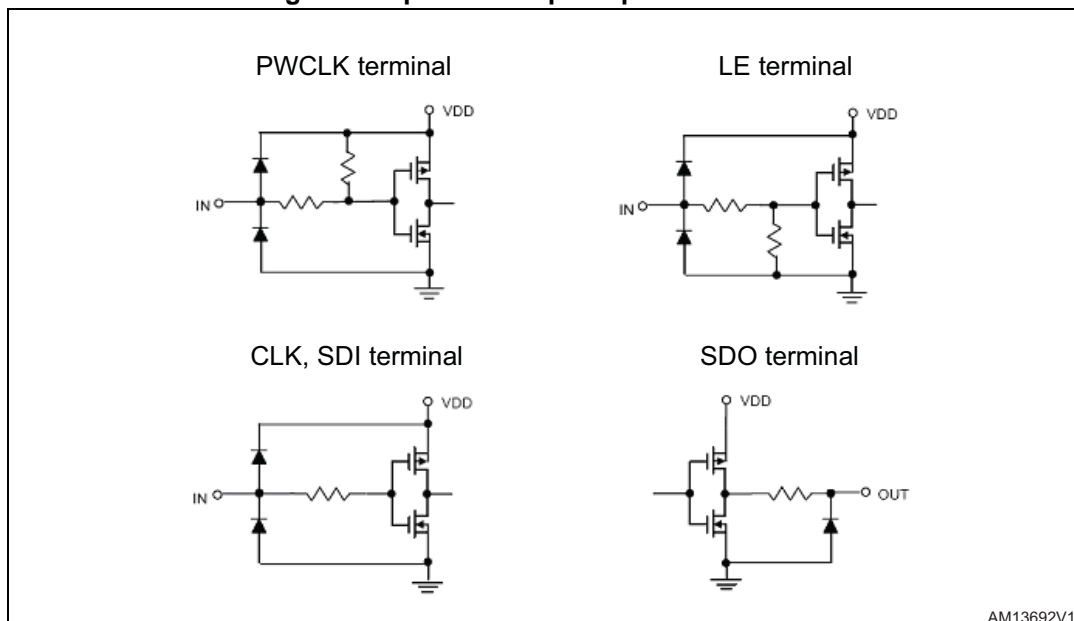 PWCLK terminal
LE terminal
VDD
VDD
IN
IN
CLK, SDI terminal
SDO terminal
VDD
VDD
IN
OUT
AM13692V1